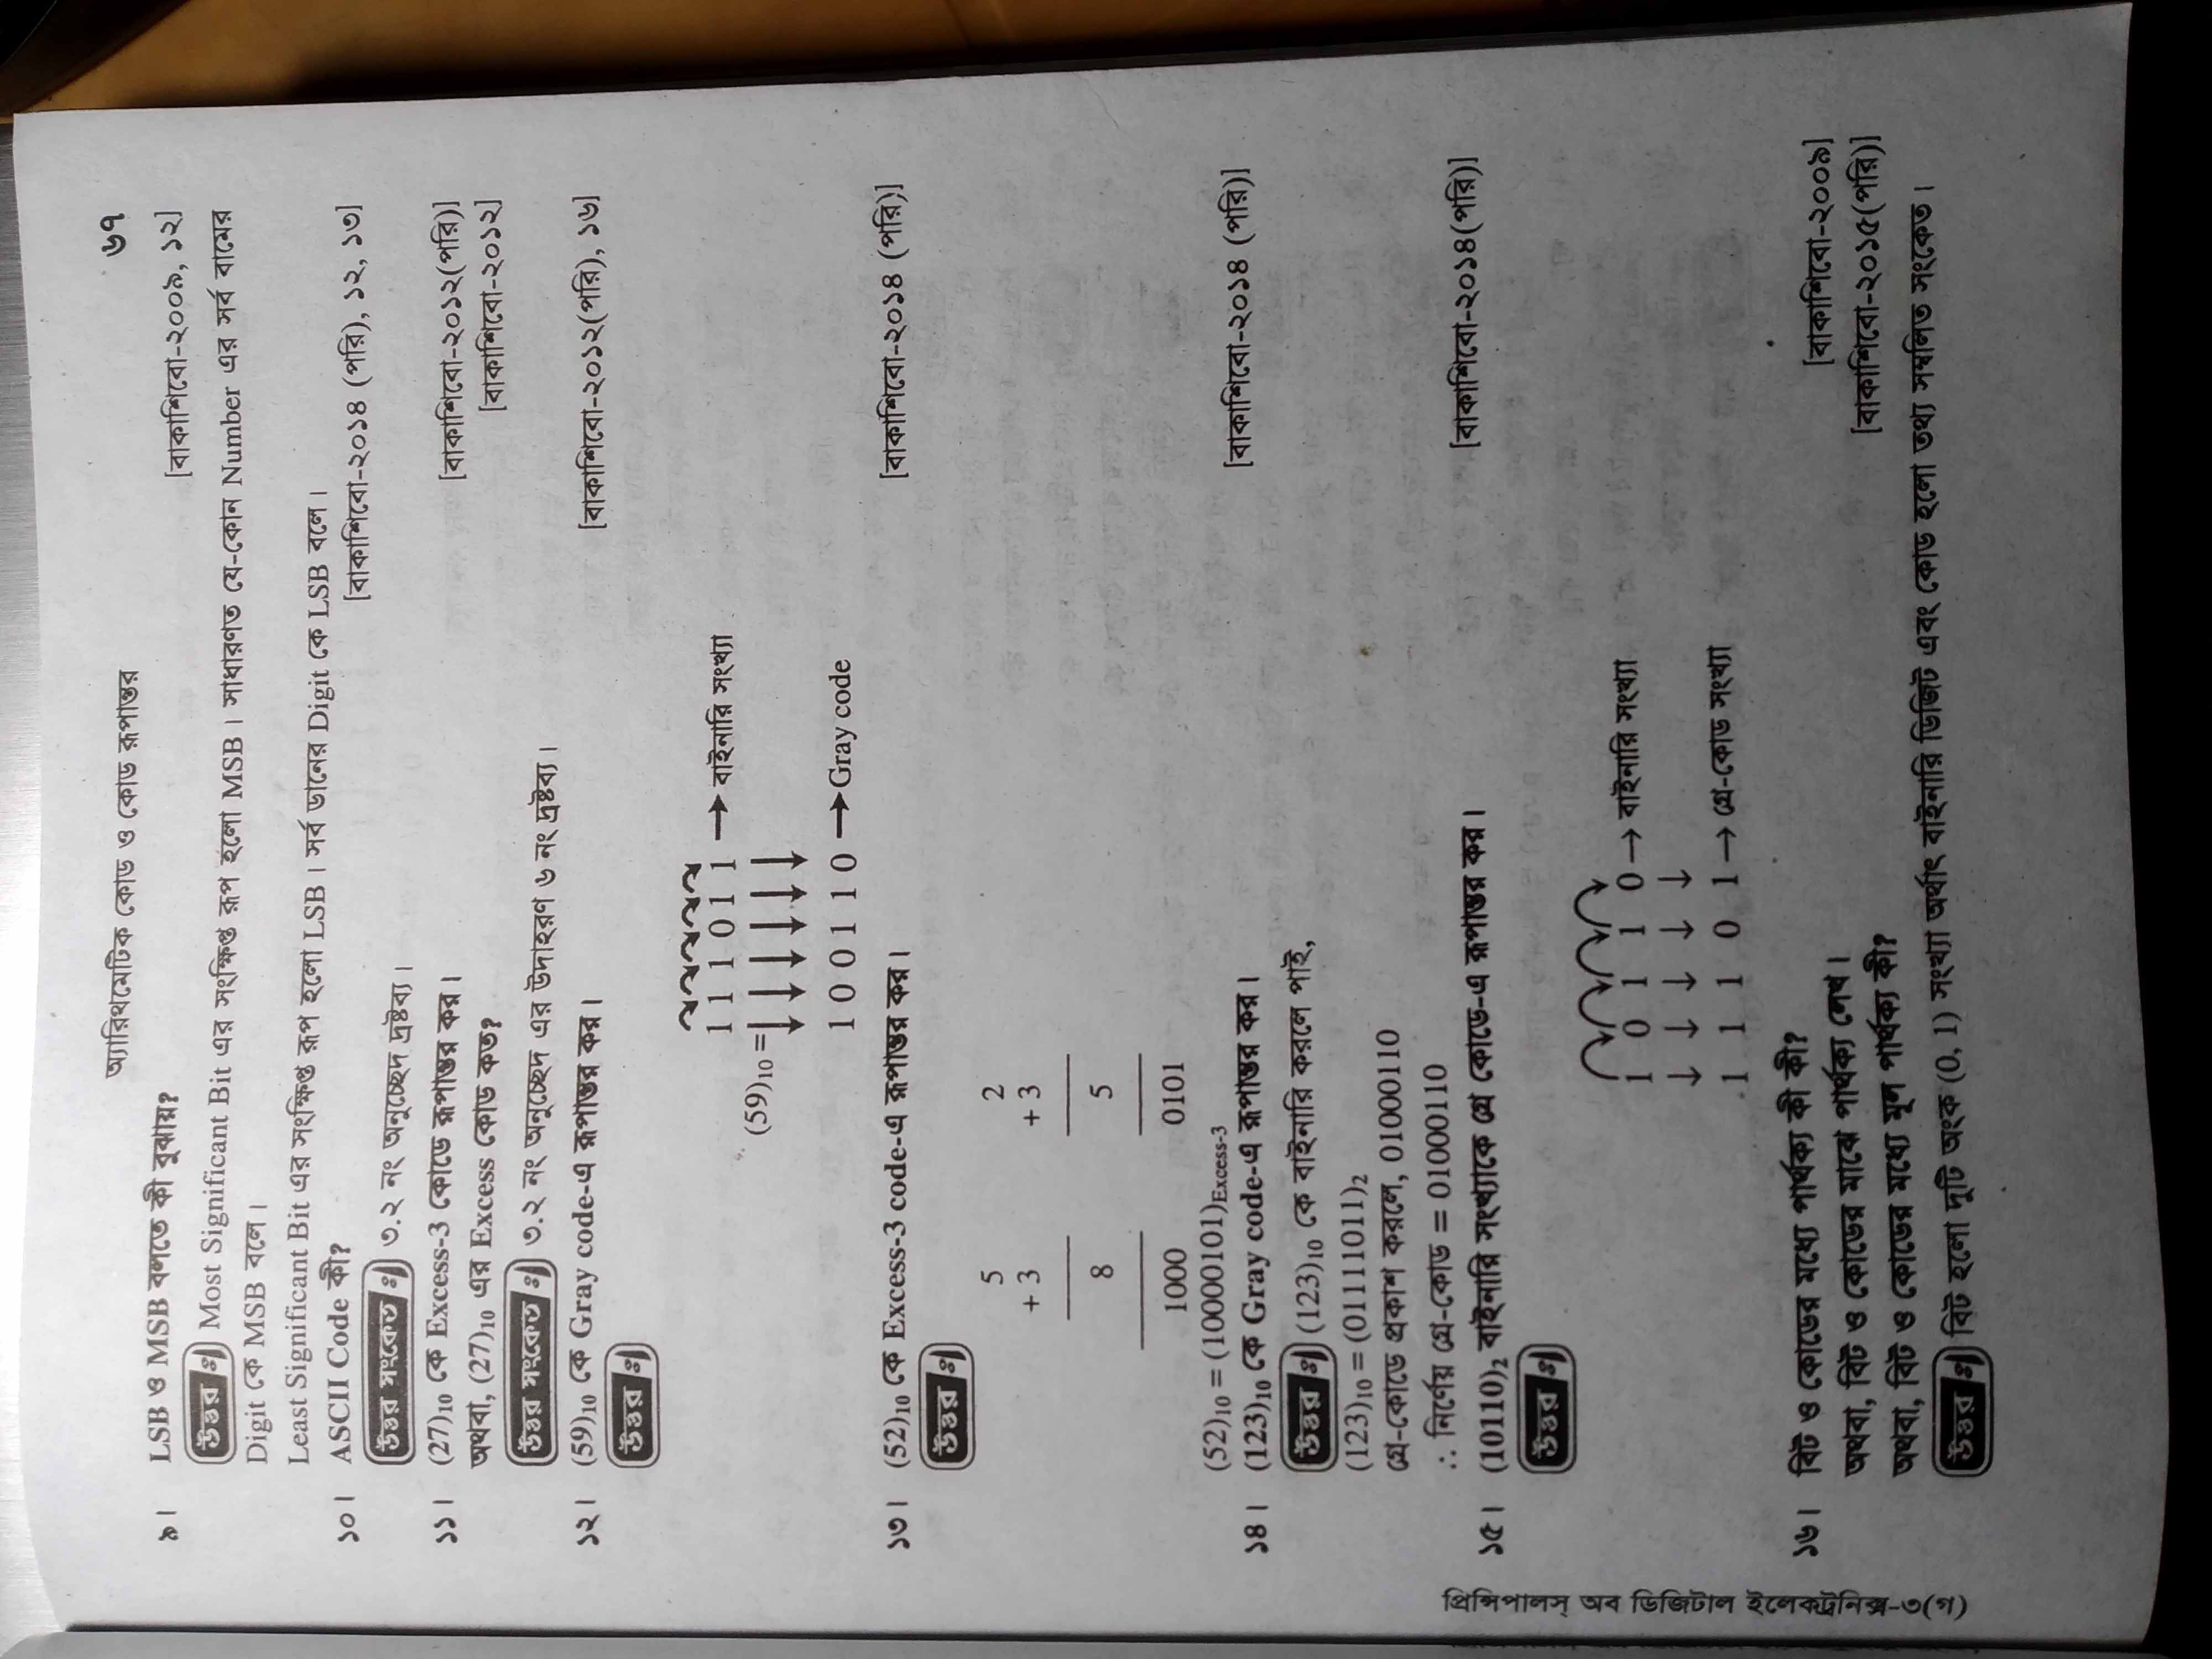 অ্যারিথমেটিক কোড ও কোড রূপান্তর ৬৭
৯। LSB ও MSB বলতে কী বুঝায়? [বাকাশিবো-২০০৯, ১২]
উত্তর ঃ Most Significant Bit এর সংক্ষিপ্ত রূপ হলো MSB। সাধারণত যে-কোন Number এর সর্ব বামের
Digit কে MSB বলে।
Least Significant Bit এর সংক্ষিপ্ত রূপ হলো LSB। সর্ব ডানের Digit কে LSB বলে।
১০। ASCII Code কী? [বাকাশিবো-২০১৪ (পরি), ১২, ১৩]
উত্তর সংকেত ঃ ৩.২ নং অনুচ্ছেদ দ্রষ্টব্য।
১১। (27)₁₀ কে Excess-3 কোডে রূপান্তর কর। [বাকাশিবো-২০১২(পরি)]
অথবা, (27)₁₀ এর Excess কোড কত? [বাকাশিবো-২০১২]
উত্তর সংকেত ঃ ৩.২ নং অনুচ্ছেদ এর উদাহরণ ৬ নং দ্রষ্টব্য।
১২। (59)₁₀ কে Gray code-এ রূপান্তর কর। [বাকাশিবো-২০১২(পরি), ১৬]
উত্তর ঃ
1 1 1 0 1 1 → বাইনারি সংখ্যা
(59)₁₀ = ↓ ↓ ↓ ↓ ↓ ↓
1 0 0 1 1 0 → Gray code
১৩। (52)₁₀ কে Excess-3 code-এ রূপান্তর কর। [বাকাশিবো-২০১৪ (পরি)]
উত্তর ঃ
5 2
+ 3 + 3
8 5
1000 0101
(52)₁₀ = (10000101)Excess-3
১৪। (123)₁₀ কে Gray code-এ রূপান্তর কর। [বাকাশিবো-২০১৪ (পরি)]
উত্তর ঃ (123)₁₀ কে বাইনারি করলে পাই,
(123)₁₀ = (01111011)₂
গ্রে-কোডে প্রকাশ করলে, 01000110
∴ নির্ণেয় গ্রে-কোড = 01000110
১৫। (10110)₂ বাইনারি সংখ্যাকে গ্রে কোডে-এ রূপান্তর কর। [বাকাশিবো-২০১৪(পরি)]
উত্তর ঃ
1 0 1 1 0 → বাইনারি সংখ্যা
↓ ↓ ↓ ↓ ↓
1 1 1 0 1 → গ্রে-কোড সংখ্যা
১৬। বিট ও কোডের মধ্যে পার্থক্য কী কী? [বাকাশিবো-২০০৯]
অথবা, বিট ও কোডের মাঝে পার্থক্য লেখ। [বাকাশিবো-২০১৫(পরি)]
অথবা, বিট ও কোডের মধ্যে মূল পার্থক্য কী?
উত্তর ঃ বিট হলো দুটি অংক (0, 1) সংখ্যা অর্থাৎ বাইনারি ডিজিট এবং কোড হলো তথ্য সম্বলিত সংকেত।
প্রিন্সিপালস্ অব ডিজিটাল ইলেকট্রনিক্স-৩(গ)